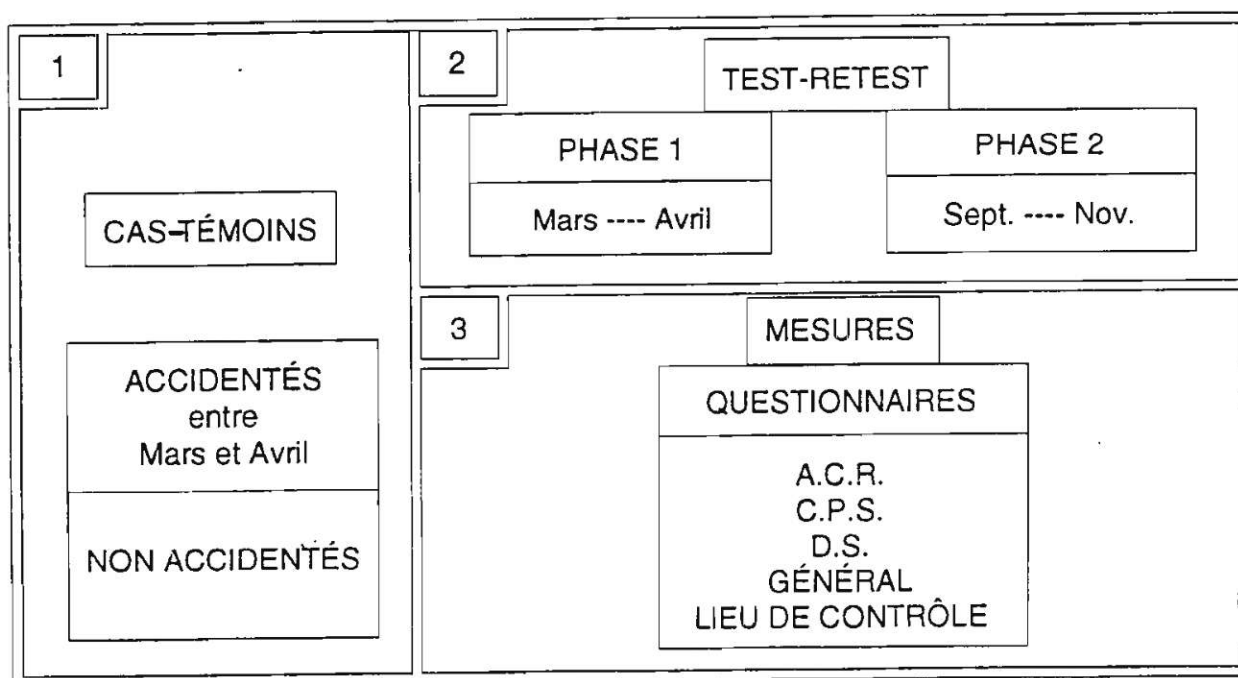 1
CAS-TÉMOINS
ACCIDENTÉS
entre
Mars et Avril
NON ACCIDENTÉS
2
TEST-RETEST
PHASE 1
Mars ---- Avril
PHASE 2
Sept. ---- Nov.
3
MESURES
QUESTIONNAIRES
A.C.R.
C.P.S.
D.S.
GÉNÉRAL
LIEU DE CONTRÔLE